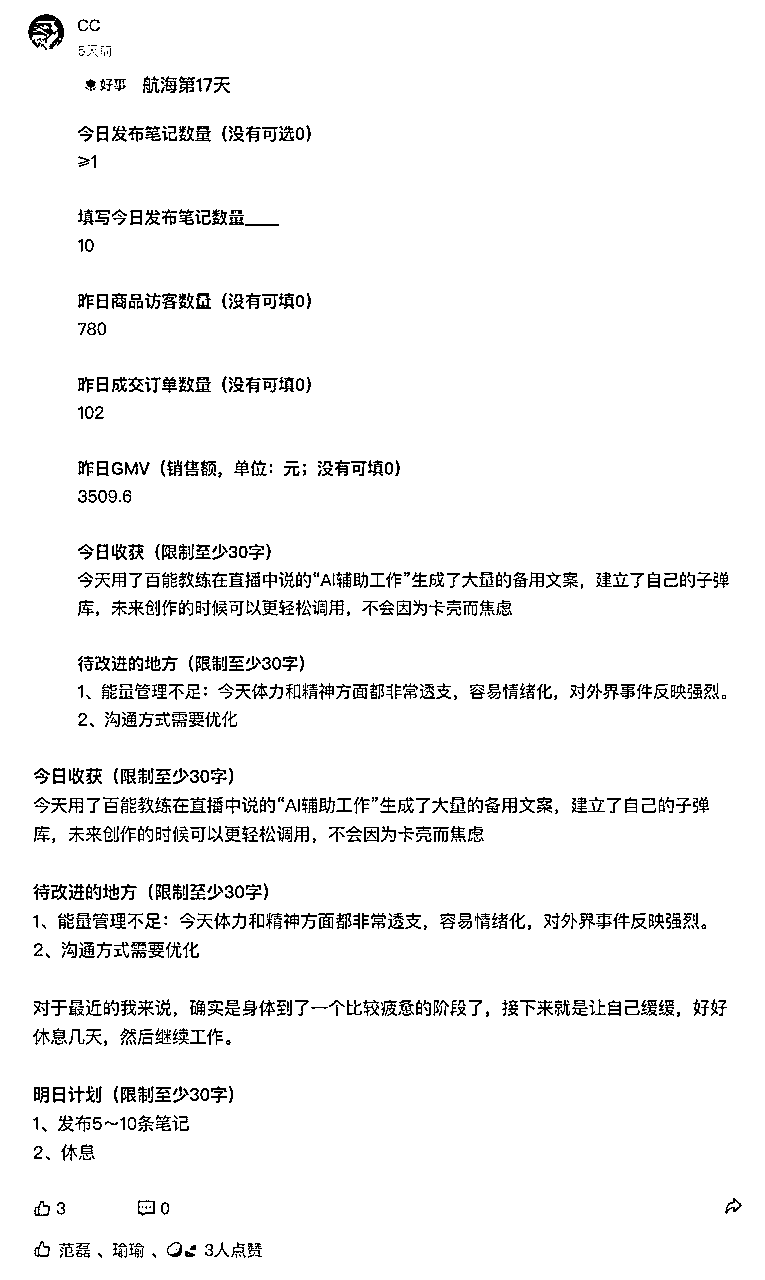 CC
5天前
好事 航海第17天
今日发布笔记数量（没有可选0）
≥1
填写今日发布笔记数量____
10
昨日商品访客数量（没有可填0）
780
昨日成交订单数量（没有可填0）
102
昨日GMV（销售额，单位：元；没有可填0）
3509.6
今日收获（限制至少30字）
今天用了百能教练在直播中说的“AI辅助工作”生成了大量的备用文案，建立了自己的子弹
库，未来创作的时候可以更轻松调用，不会因为卡壳而焦虑
待改进的地方（限制至少30字）
1、能量管理不足：今天体力和精神方面都非常透支，容易情绪化，对外界事件反映强烈。
2、沟通方式需要优化
今日收获（限制至少30字）
今天用了百能教练在直播中说的“AI辅助工作”生成了大量的备用文案，建立了自己的子弹
库，未来创作的时候可以更轻松调用，不会因为卡壳而焦虑
待改进的地方（限制至少30字）
1、能量管理不足：今天体力和精神方面都非常透支，容易情绪化，对外界事件反映强烈。
2、沟通方式需要优化
对于最近的我来说，确实是身体到了一个比较疲惫的阶段了，接下来就是让自己缓缓，好好
休息几天，然后继续工作。
明日计划（限制至少30字）
1、发布5～10条笔记
2、休息
3 0
范磊、瑜瑜、 3人点赞